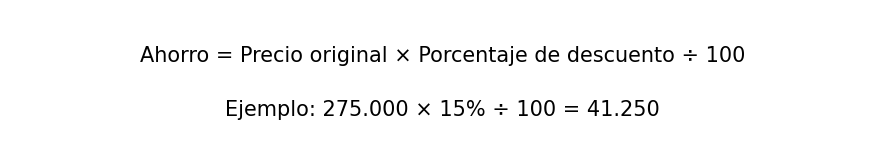 Ahorro = Precio original × Porcentaje de descuento ÷ 100
Ejemplo: 275.000 × 15% ÷ 100 = 41.250